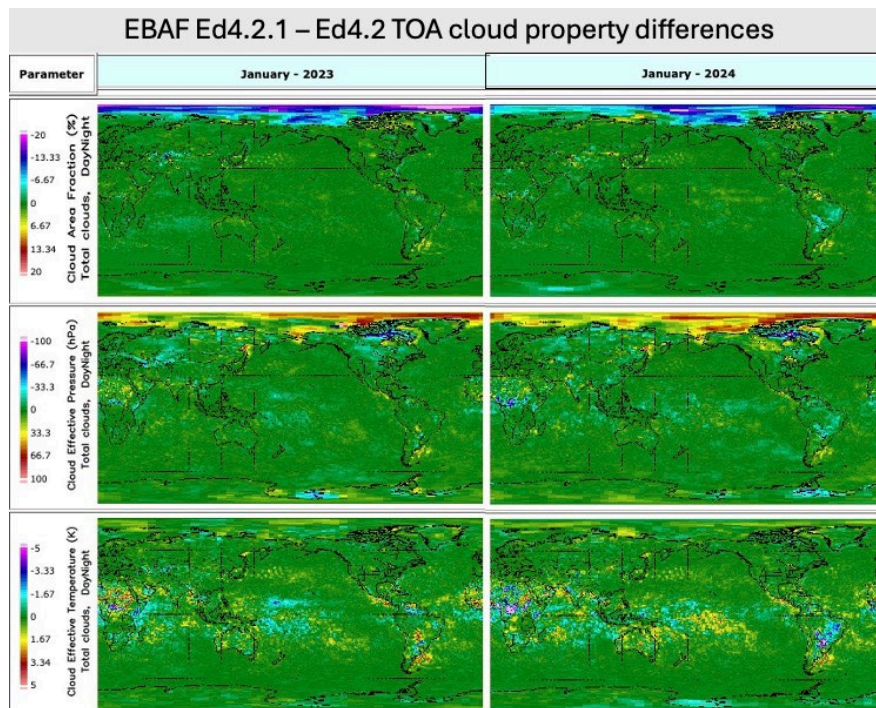 EBAF Ed4.2.1 – Ed4.2 TOA cloud property differences
Parameter
January - 2023
January - 2024
Cloud Area Fraction (%)
Total clouds, DayNight
-20
-13.33
-6.67
0
6.67
13.34
20
Cloud Effective Pressure (hPa)
Total clouds, DayNight
-100
-66.7
-33.3
0
33.3
66.7
100
Cloud Effective Temperature (K)
Total clouds, DayNight
-5
-3.33
-1.67
0
1.67
3.34
5